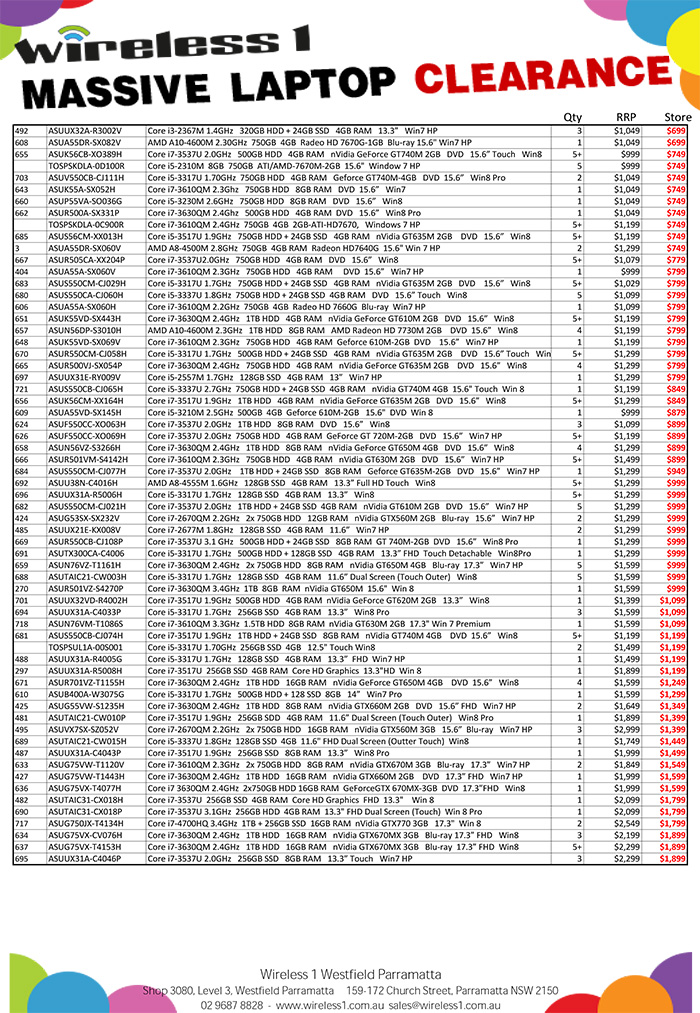 wireless 1
MASSIVE LAPTOP CLEARANCE
Qty RRP Store
492 ASUUX32A-R3002V Core i3-2367M 1.4GHz 320GB HDD + 24GB SSD 4GB RAM 13.3" Win7 HP 3 $1,049 $699
608 ASUA55DR-SX082V AMD A10-4600M 2.30GHz 750GB 4GB Radeo HD 7670G-1GB Blu-ray 15.6" Win7 HP 1 $1,049 $699
655 ASUK56CB-XO389H Core i7-3537U 2.0GHz 500GB HDD 4GB RAM nVidia GeForce GT740M 2GB DVD 15.6" Touch Win8 5+ $999 $749
TOSPSKDLA-0D100R Core i5-2310M 8GB 750GB ATI/AMD-7670M-2GB 15.6" Window 7 HP 5 $999 $749
703 ASUV550CB-CJ111H Core i5-3317U 1.70GHz 750GB HDD 4GB RAM Geforce GT740M-4GB DVD 15.6" Win8 Pro 2 $1,049 $749
643 ASUK55A-SX052H Core i7-3610QM 2.3Ghz 750GB HDD 8GB RAM DVD 15.6" Win7 1 $1,049 $749
660 ASUP55VA-SO036G Core i5-3230M 2.6GHz 750GB HDD 8GB RAM DVD 15.6" Win8 1 $1,049 $749
662 ASUR500A-SX331P Core i7-3630QM 2.4Ghz 500GB HDD 4GB RAM DVD 15.6" Win8 Pro 1 $1,049 $749
TOSPSKDLA-0C900R Core i7-3610QM 2.4GHz 750GB 4GB 2GB-ATI-HD7670, Windows 7 HP 5+ $1,199 $749
685 ASUS56CM-XX013H Core i5-3517U 1.9GHz 750GB HDD + 24GB SSD 4GB RAM nVidia GT635M 2GB DVD 15.6" Win8 5+ $1,199 $749
3 ASUA55DR-SX060V AMD A8-4500M 2.8GHz 750GB 4GB RAM Radeon HD7640G 15.6" Win 7 HP 2 $1,299 $749
667 ASUR505CA-XX204P Core i7-3537U2.0GHz 750GB HDD 4GB RAM DVD 15.6" Win8 5+ $1,079 $779
404 ASUA55A-SX060V Core i7-3610QM 2.3GHz 750GB HDD 4GB RAM DVD 15.6" Win7 HP 1 $999 $799
683 ASUS550CM-CJ029H Core i5-3317U 1.7GHz 750GB HDD + 24GB SSD 4GB RAM nVidia GT635M 2GB DVD 15.6" Win8 5+ $1,029 $799
680 ASUS550CA-CJ060H Core i5-3337U 1.8GHz 750GB HDD + 24GB SSD 4GB RAM DVD 15.6" Touch Win8 5 $1,099 $799
606 ASUA55A-SX060H Core i7-3610QM 2.2GHz 750GB 4GB Radeo HD 7660G Blu-ray Win7 HP 1 $1,199 $799
651 ASUK55VD-SX443H Core i7-3630QM 2.4GHz 1TB HDD 4GB RAM nVidia GeForce GT610M 2GB DVD 15.6" Win8 5+ $1,199 $799
657 ASUN56DP-S3010H AMD A10-4600M 2.3GHz 1TB HDD 8GB RAM AMD Radeon HD 7730M 2GB DVD 15.6" Win8 4 $1,199 $799
648 ASUK55VD-SX069V Core i7-3610QM 2.3GHz 750GB HDD 4GB RAM Geforce 610M-2GB DVD Win7 HP 1 $1,199 $799
670 ASUR550CM-CJ058H Core i5-3317U 1.7GHz 500GB HDD + 24GB SSD 4GB RAM nVidia GT635M 2GB DVD 15.6" Touch Win 5+ $1,299 $799
665 ASUR500VJ-SX054P Core i7-3630QM 2.4GHz 750GB HDD 4GB RAM nVidia GeForce GT635M 2GB DVD 15.6" Win8 4 $1,299 $799
697 ASUUX31E-RY009V Core i5-2557M 1.7GHz 128GB SSD 4GB RAM 13" Win7 HP 1 $1,299 $799
721 ASUS550CB-CJ065H Core i5-3337U 2.7GHz 750GB HDD + 24GB SSD 4GB RAM nVidia GT740M 4GB 15.6" Touch Win 8 1 $1,199 $849
656 ASUK56CM-XX164H Core i7-3517U 1.9GHz 1TB HDD 4GB RAM nVidia GeForce GT635M 2GB DVD 15.6" Win8 5+ $1,299 $849
609 ASUA55VD-SX145H Core i5-3210M 2.5GHz 500GB 4GB Geforce 610M-2GB 15.6" DVD Win 8 1 $999 $879
624 ASUF550CC-XO063H Core i7-3537U 2.0GHz 1TB HDD 8GB RAM DVD 15.6" Win8 3 $1,099 $899
626 ASUF550CC-XO069H Core i7-3537U 2.0GHz 750GB HDD 4GB RAM GeForce GT 720M-2GB DVD 15.6" Win7 HP 5+ $1,199 $899
658 ASUN56VZ-S3266H Core i7-3630QM 2.4GHz 1TB HDD 8GB RAM nVidia GeForce GT650M 4GB DVD 15.6" Win8 4 $1,299 $899
666 ASUR501VM-S4142H Core i7-3610QM 2.3GHz 750GB HDD 4GB RAM nVidia GeForce GT630M 2GB DVD 15.6" Win7 HP 5+ $1,499 $899
684 ASUS550CM-CJ077H Core i7-3537U 2.0GHz 1TB HDD + 24GB SSD 8GB RAM Geforce GT635M-2GB DVD 15.6" Win7 HP 1 $1,299 $949
692 ASUU38N-C4016H AMD A8-4555M 1.6GHz 128GB SSD 4GB RAM 13.3" Full HD Touch Win8 5+ $1,299 $999
696 ASUUX31A-R5006H Core i5-3317U 1.7GHz 128GB SSD 4GB RAM 13.3" Win8 5+ $1,299 $999
682 ASUS550CM-CJ021H Core i7-3537U 2.0GHz 1TB HDD + 24GB SSD 4GB RAM nVidia GT610M 2GB DVD 15.6" Win7 HP 5 $1,299 $999
424 ASUG53SX-SX232V Core i7-2670QM 2.2GHz 2x 750GB HDD 12GB RAM nVidia GTX560M 2GB Blu-ray 15.6" Win7 HP 2 $1,299 $999
485 ASUUX21E-KX008V Core i7-2677M 1.8GHz 128GB SSD 4GB RAM 11.6" Win7 HP 2 $1,299 $999
669 ASUR550CB-CJ108P Core i7-3537U 3.1 GHz 500GB HDD + 24GB SSD 8GB RAM GT 740M-2GB DVD 15.6" Win8 Pro 1 $1,299 $999
691 ASUTX300CA-C4006 Core i5-3317U 1.7GHz 500GB HDD + 128GB SSD 4GB RAM 13.3" FHD Touch Detachable Win8Pro 1 $1,299 $999
659 ASUN76VZ-T1161H Core i7-3630QM 2.4GHz 2x 750GB HDD 8GB RAM nVidia GT650M 4GB Blu-ray 17.3" Win7 HP 5 $1,599 $999
688 ASUTAIC21-CW003H Core i5-3317U 1.7GHz 128GB SSD 4GB RAM 11.6" Dual Screen (Touch Outer) Win8 5 $1,599 $999
270 ASUR501VZ-S4270P Core i7-3630QM 3.4GHz 1TB 8GB RAM nVidia GT650M 15.6" Win 8 1 $1,599 $999
701 ASUUX32VD-R4002H Core i7-3517U 1.9GHz 500GB HDD 4GB RAM nVidia GeForce GT620M 2GB 13.3" Win8 1 $1,399 $1,099
694 ASUUX31A-C4033P Core i5-3317U 1.7GHz 256GB SSD 4GB RAM 13.3" Win8 Pro 3 $1,599 $1,099
718 ASUN76VM-T1086S Core i7-3610QM 3.3GHz 1.5TB HDD 8GB RAM nVidia GT630M 2GB 17.3" Win 7 Premium 1 $1,599 $1,099
681 ASUS550CB-CJ074H Core i7-3517U 1.9GHz 1TB HDD + 24GB SSD 8GB RAM nVidia GT740M 4GB DVD 15.6" Win8 5+ $1,199 $1,199
TOSPSUL1A-00S001 Core i5-3317U 1.70GHz 256GB SSD 4GB 12.5" Touch Win8 2 $1,499 $1,199
488 ASUUX31A-R4005G Core i5-3317U 1.7GHz 128GB SSD 4GB RAM 13.3" FHD Win7 HP 1 $1,499 $1,199
297 ASUUX31A-R5008H Core i7-3517U 1.9GHz 256GB SSD 4GB RAM Core HD Graphics 13.3"HD Win 8 1 $1,899 $1,199
671 ASUR701VZ-T1155H Core i7-3630QM 2.4GHz 1TB HDD 16GB RAM nVidia GeForce GT650M 4GB DVD 15.6" Win8 4 $1,599 $1,249
610 ASUB400A-W3075G Core i5-3317U 1.7GHz 500GB HDD + 128 SSD 8GB 14" Win7 Pro 1 $1,599 $1,299
425 ASUG55VW-S1235H Core i7-3630QM 2.4GHz 1TB HDD 8GB RAM nVidia GTX660M 2GB DVD 15.6" FHD Win7 HP 2 $1,649 $1,349
481 ASUTAIC21-CW010P Core i7-3517U 1.9GHz 256GB SDD 4GB RAM 11.6" Dual Screen (Touch Outer) Win8 Pro 1 $1,899 $1,399
495 ASUVX7SX-SZ052V Core i7-2670QM 2.2GHz 2x 750GB HDD 16GB RAM nVidia GTX560M 3GB 15.6" Blu-ray Win7 HP 3 $2,999 $1,399
689 ASUTAIC21-CW015H Core i5-3337U 1.8GHz 128GB SSD 4GB 11.6" FHD Dual Screen (Outter Touch) Win8 1 $1,749 $1,449
487 ASUUX31A-C4043P Core i7-3517U 1.9GHz 256GB SSD 8GB RAM 13.3" Win8 Pro 1 $1,999 $1,499
633 ASUG75VW-T1120V Core i7-3610QM 2.3GHz 2x 750GB HDD 8GB RAM nVidia GTX670M 3GB Blu-ray 17.3" Win7 HP 2 $1,849 $1,549
427 ASUG75VW-T1443H Core i7-3630QM 2.4GHz 1TB HDD 16GB RAM nVidia GTX660M 2GB DVD 17.3" FHD Win7 HP 1 $1,999 $1,599
636 ASUG75VX-T4077H Core i7 3630QM 2.4GHz 2x750GB HDD 16GB RAM GeForceGTX 670MX-3GB DVD 17.3"FHD Win8 1 $1,999 $1,599
482 ASUTAIC31-CX018H Core i7-3537U 256GB SSD 4GB RAM Core HD Graphics FHD 13.3" Win 8 1 $2,099 $1,799
690 ASUTAIC31-CX018P Core i7-3537U 3.1GHz 256GB HDD 4GB RAM 13.3" FHD Dual Screen (Touch) Win 8 Pro 1 $2,099 $1,799
717 ASUG750JX-T4134H Core i7-4700HQ 3.4GHz 1TB + 256GB SSD 16GB RAM nVidia GTX770 3GB 17.3" Win 8 2 $2,549 $1,799
634 ASUG75VX-CV076H Core i7-3630QM 2.4GHz 1TB HDD 16GB RAM nVidia GTX670MX 3GB Blu-ray 17.3" FHD Win8 3 $2,199 $1,899
637 ASUG75VX-T4153H Core i7-3630QM 2.4GHz 1TB HDD 16GB RAM nVidia GTX670MX 3GB Blu-ray 17.3" FHD Win8 5+ $2,299 $1,899
695 ASUUX31A-C4046P Core i7-3537U 2.0GHz 256GB SSD 8GB RAM 13.3" Touch Win7 HP 3 $2,299 $1,899
Wireless 1 Westfield Parramatta
Shop 3080, Level 3, Westfield Parramatta 159-172 Church Street, Parramatta NSW 2150
02 9687 8828 - www.wireless1.com.au sales@wireless1.com.au